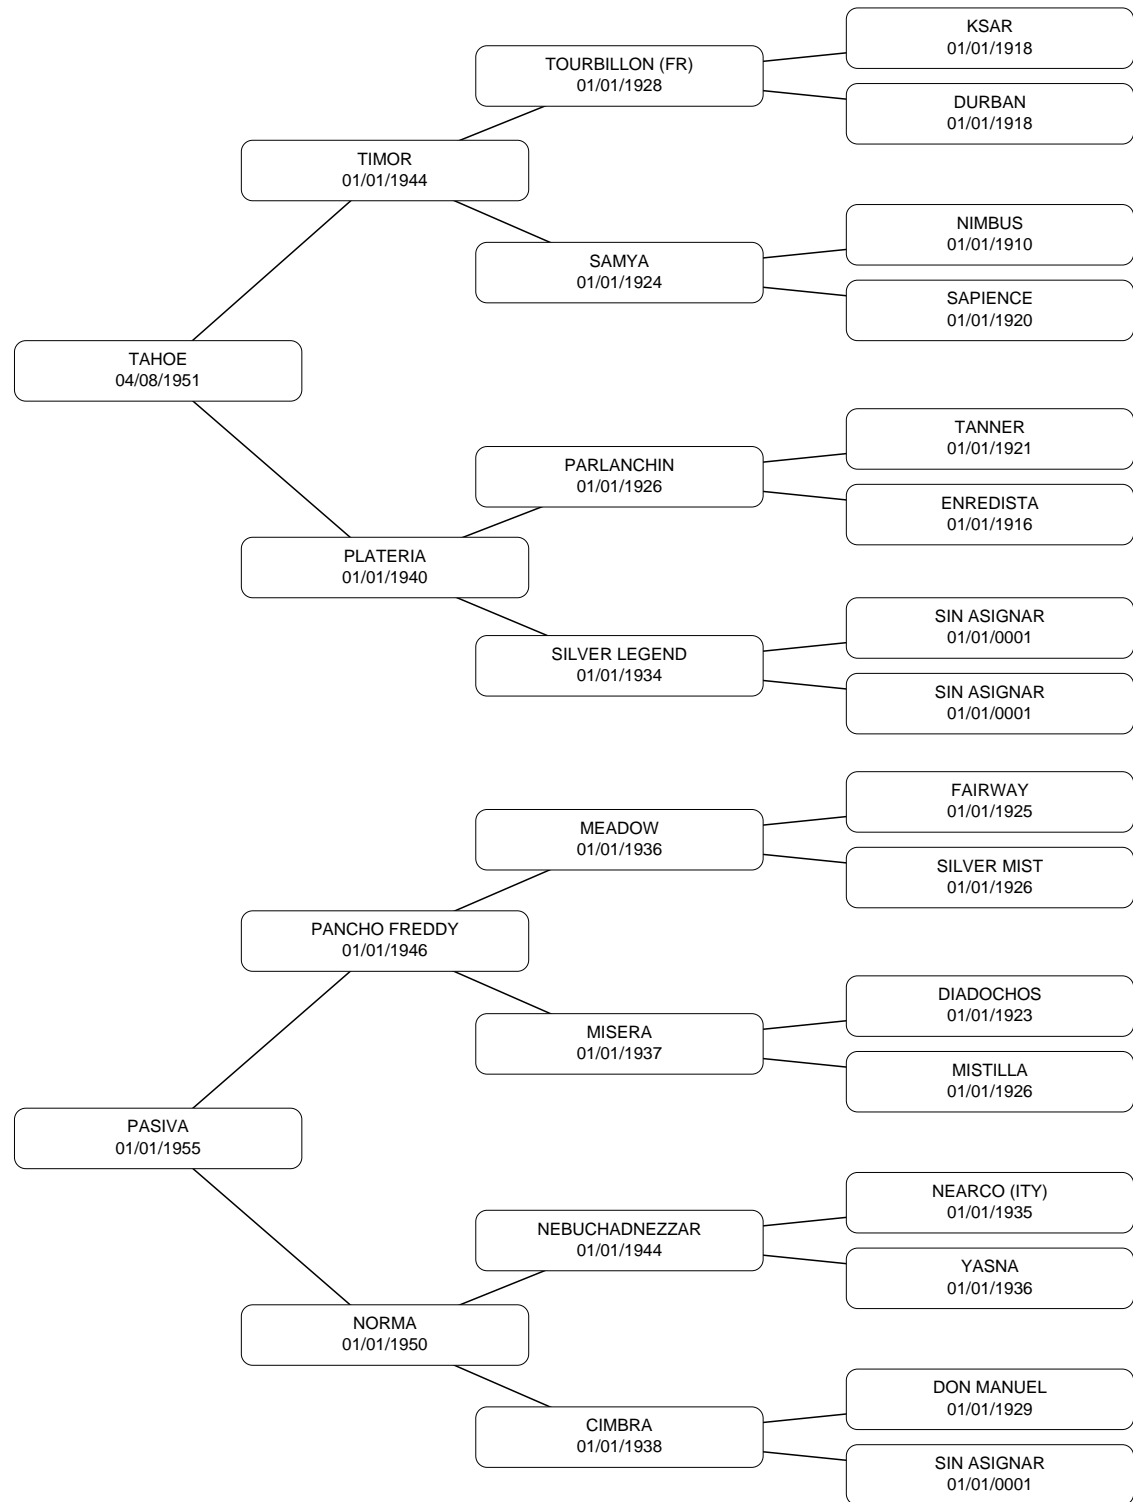 KSAR
01/01/1918
TOURBILLON (FR)
01/01/1928
DURBAN
01/01/1918
TIMOR
01/01/1944
NIMBUS
01/01/1910
SAMYA
01/01/1924
SAPIENCE
01/01/1920
TAHOE
04/08/1951
TANNER
01/01/1921
PARLANCHIN
01/01/1926
ENREDISTA
01/01/1916
PLATERIA
01/01/1940
SIN ASIGNAR
01/01/0001
SILVER LEGEND
01/01/1934
SIN ASIGNAR
01/01/0001
FAIRWAY
01/01/1925
MEADOW
01/01/1936
SILVER MIST
01/01/1926
PANCHO FREDDY
01/01/1946
DIADOCHOS
01/01/1923
MISERA
01/01/1937
MISTILLA
01/01/1926
PASIVA
01/01/1955
NEARCO (ITY)
01/01/1935
NEBUCHADNEZZAR
01/01/1944
YASNA
01/01/1936
NORMA
01/01/1950
DON MANUEL
01/01/1929
CIMBRA
01/01/1938
SIN ASIGNAR
01/01/0001